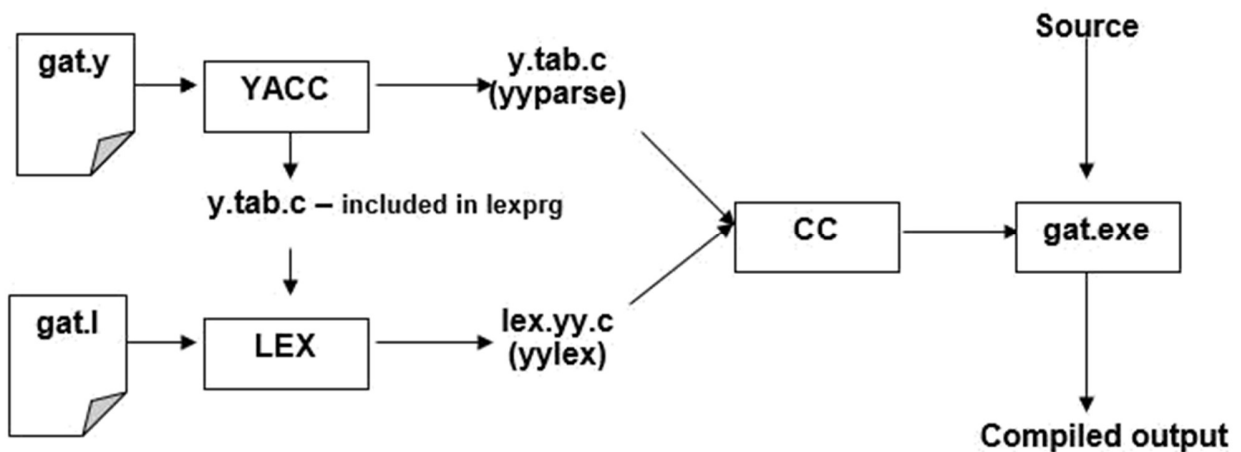 gat.y
YACC
y.tab.c
(yyparse)
Source
y.tab.c – included in lexprg
CC
gat.exe
gat.l
LEX
lex.yy.c
(yylex)
Compiled output